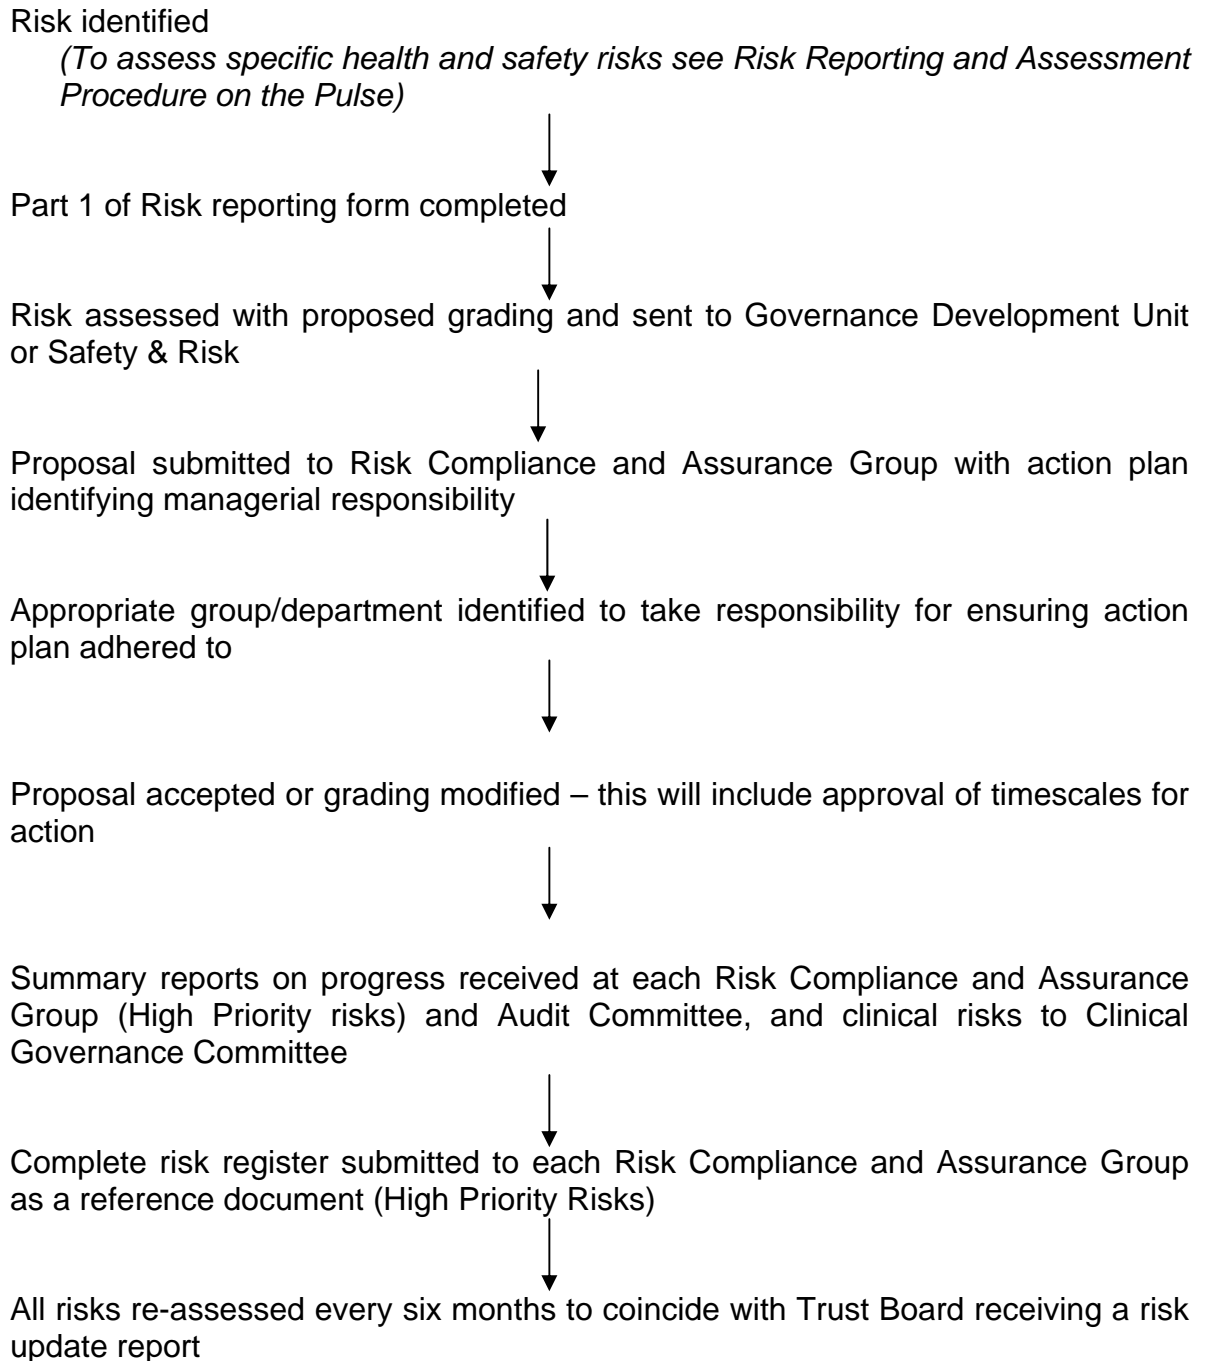 Risk identified
(To assess specific health and safety risks see Risk Reporting and Assessment
Procedure on the Pulse)
Part 1 of Risk reporting form completed
Risk assessed with proposed grading and sent to Governance Development Unit
or Safety & Risk
Proposal submitted to Risk Compliance and Assurance Group with action plan
identifying managerial responsibility
Appropriate group/department identified to take responsibility for ensuring action
plan adhered to
Proposal accepted or grading modified – this will include approval of timescales for
action
Summary reports on progress received at each Risk Compliance and Assurance
Group (High Priority risks) and Audit Committee, and clinical risks to Clinical
Governance Committee
Complete risk register submitted to each Risk Compliance and Assurance Group
as a reference document (High Priority Risks)
All risks re-assessed every six months to coincide with Trust Board receiving a risk
update report